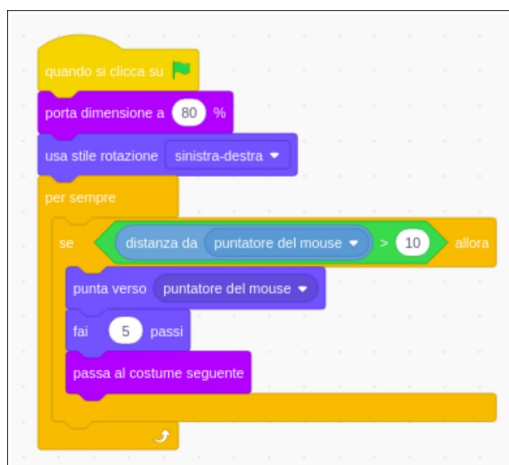 quando si clicca su
porta dimensione a 80 %
usa stile rotazione sinistra-destra
per sempre
se distanza da puntatore del mouse > 10 allora
punta verso puntatore del mouse
fai 5 passi
passa al costume seguente